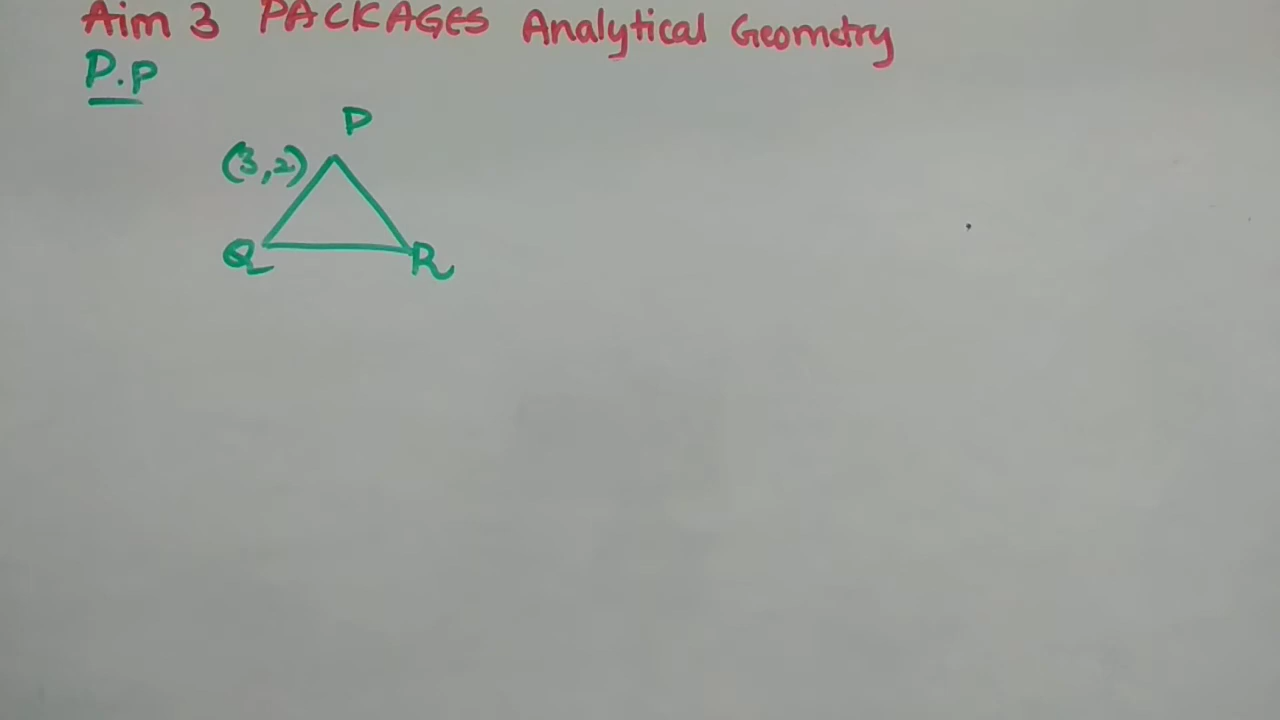 Aim 3 PACKAGES Analytical Geometry
P.P
P
(3,2)
Q R